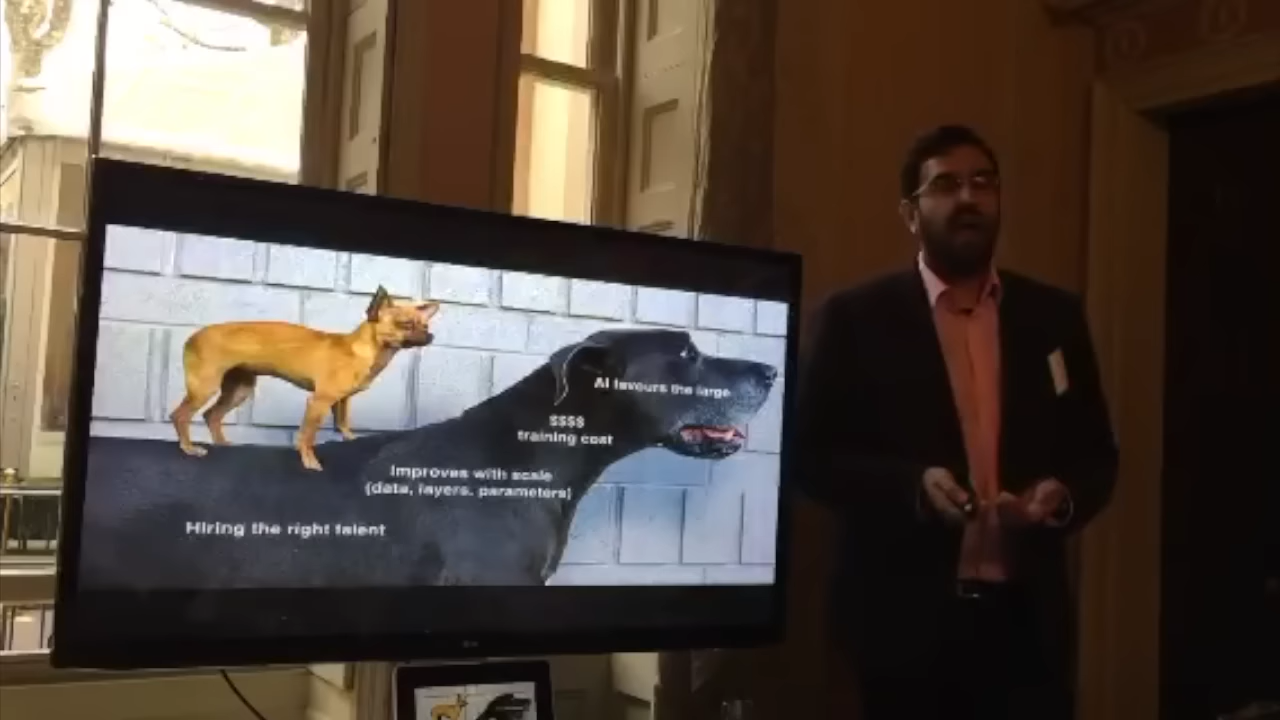 AI favours the large
$$$$
training cost
Improves with scale
(data, layers, parameters)
Hiring the right talent